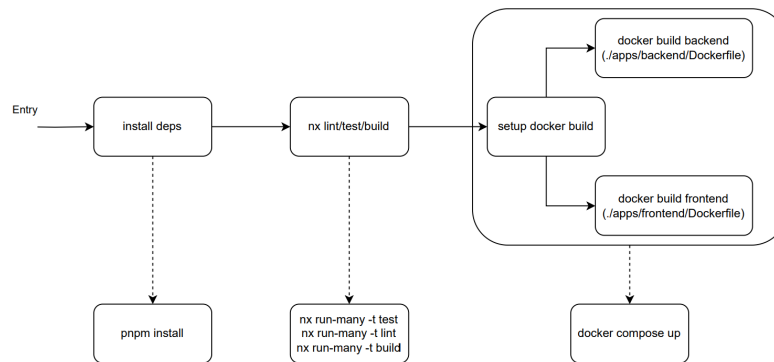 docker build backend
(./apps/backend/Dockerfile)
Entry
install deps
nx lint/test/build
setup docker build
docker build frontend
(./apps/frontend/Dockerfile)
pnpm install
nx run-many -t test
nx run-many -t lint
nx run-many -t build
docker compose up